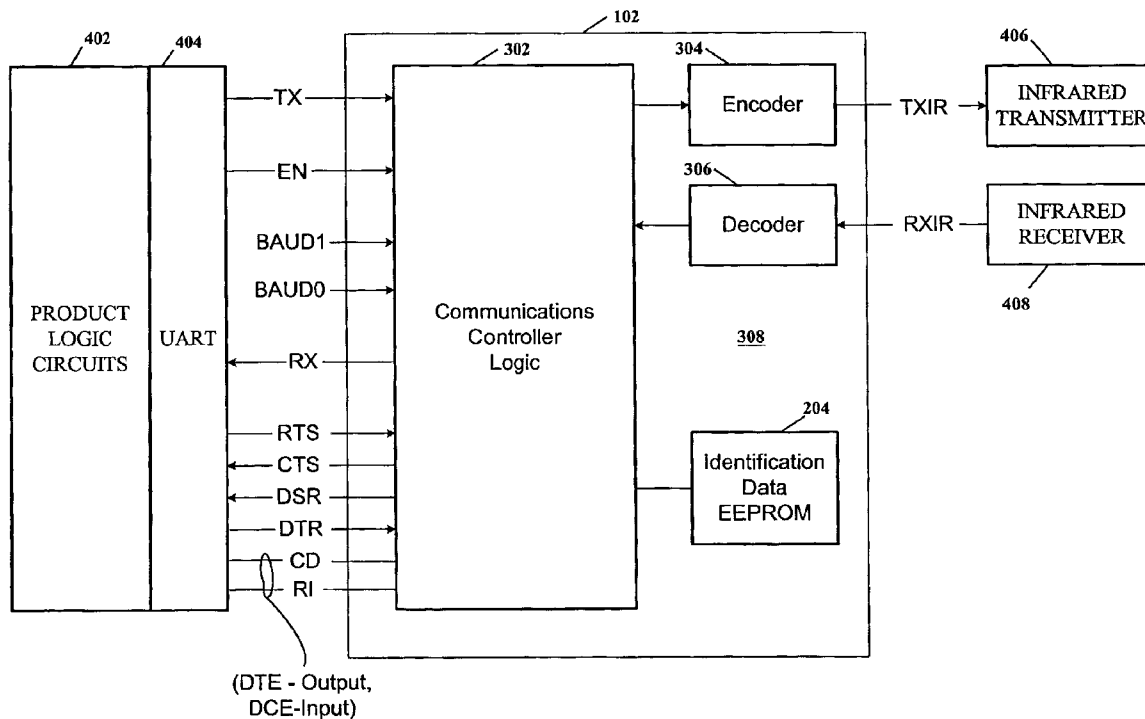 102
402
404
302
304
406
TX
Encoder
TXIR
INFRARED
TRANSMITTER
EN
306
BAUD1
Decoder
RXIR
INFRARED
RECEIVER
BAUD0
408
PRODUCT
LOGIC
CIRCUITS
UART
Communications
Controller
Logic
308
RX
204
RTS
CTS
DSR
DTR
CD
RI
Identification
Data
EEPROM
(DTE - Output,
DCE-Input)